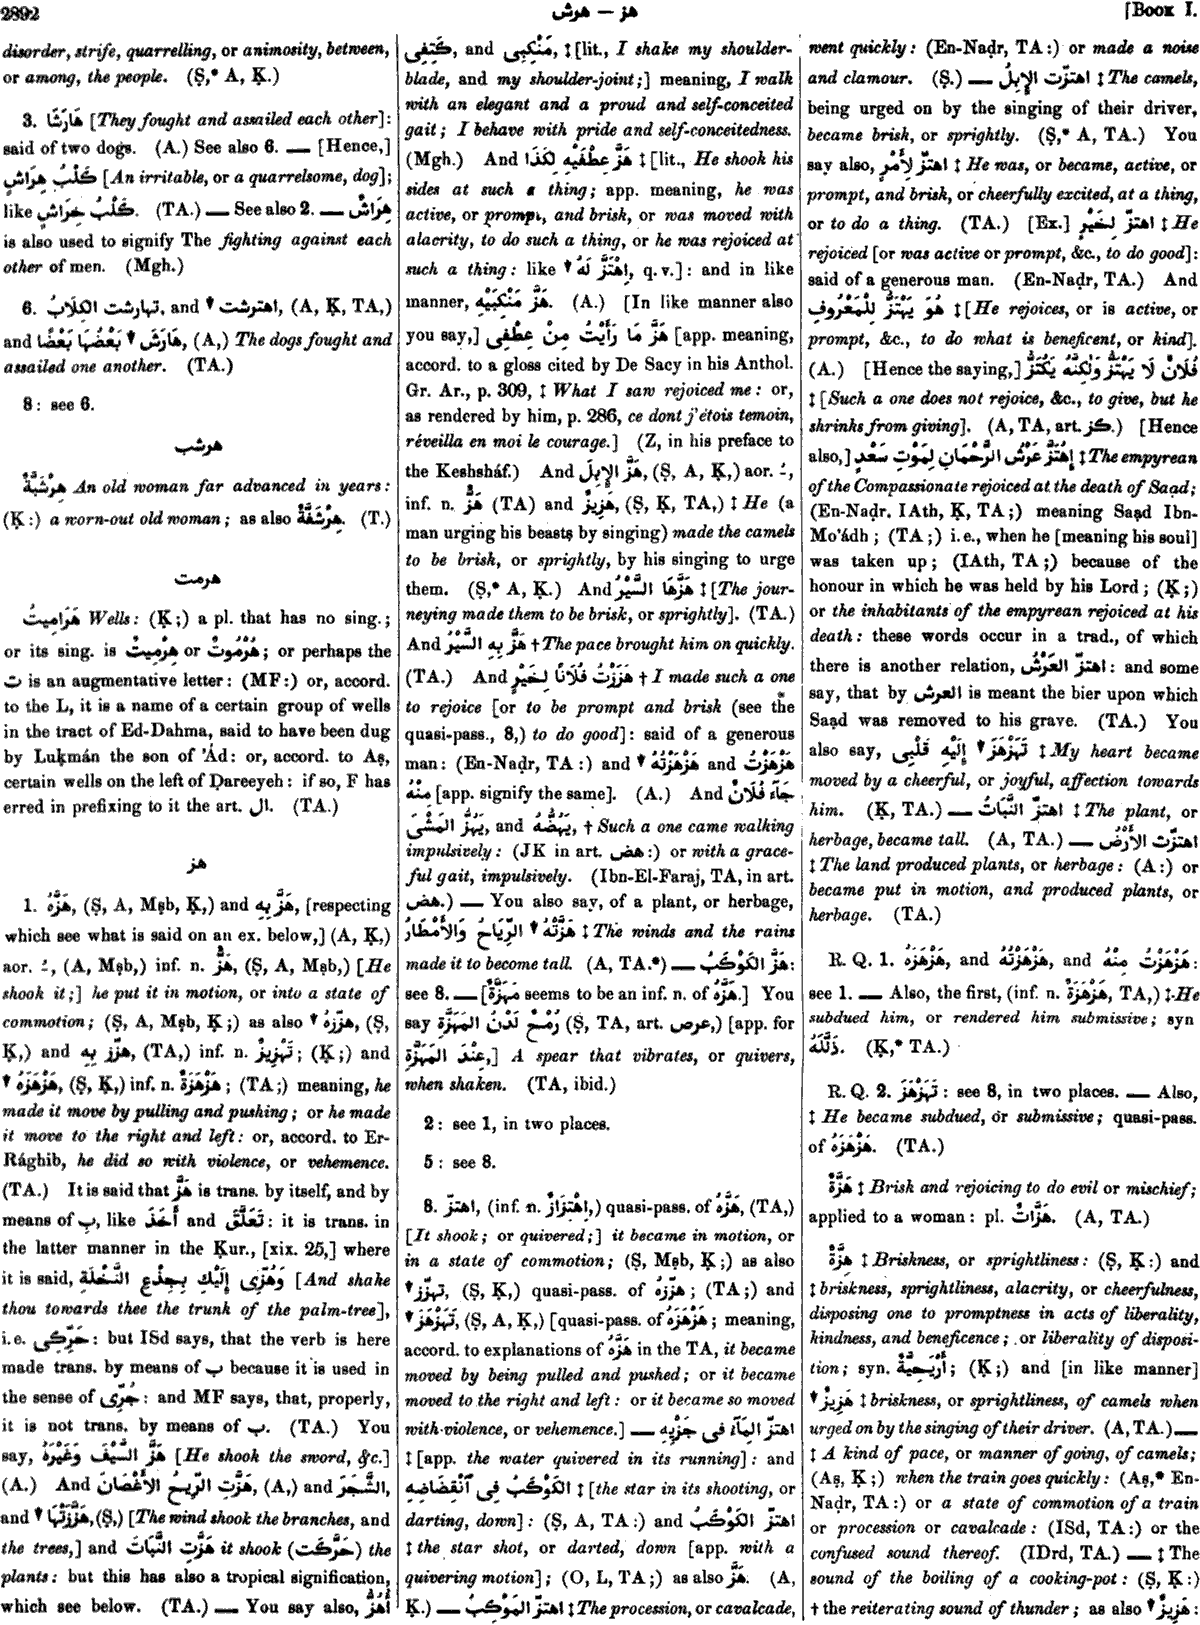 2892
هز — هوش
[Book I.
disorder, strife, quarrelling, or animosity, between,
or among, the people. (Ṣ,* A, Ḳ.)
3. هَارَشَا [They fought and assailed each other]:
said of two dogs. (A.) See also 6. — [Hence,]
كَلْبُ هِرَاشٍ [An irritable, or a quarrelsome, dog];
like كَلْبُ خِرَاشٍ. (TA.) — See also 2. — هِرَاشٌ
is also used to signify The fighting against each
other of men. (Mgh.)
6. تهارشت الكِلَابُ, and ▼ اهترشت, (A, Ḳ, TA,)
and ▼ هَارَشَ بَعْضُهَا بَعْضًا, (A,) The dogs fought and
assailed one another. (TA.)
8: see 6.
هرشب
هِرْشَبَّةٌ An old woman far advanced in years:
(Ḳ:) a worn-out old woman; as also هِرْشَفَّةٌ. (T.)
هرمت
هَرَامِيتُ Wells: (Ḳ;) a pl. that has no sing.;
or its sing. is هِرْمِيتٌ or هُرْمُوتٌ; or perhaps the
ت is an augmentative letter: (MF:) or, accord.
to the L, it is a name of a certain group of wells
in the tract of Ed-Dahma, said to have been dug
by Luḳmán the son of 'Ád: or, accord. to Aṣ,
certain wells on the left of Ḍareeyeh: if so, F has
erred in prefixing to it the art. ال. (TA.)
هز
1. هَزَّهُ, (Ṣ, A, Mṣb, Ḳ,) and هَزَّ بِهِ, [respecting
which see what is said on an ex. below,] (A, Ḳ,)
aor. ـُ, (A, Mṣb,) inf. n. هَزٌّ, (Ṣ, A, Mṣb,) [He
shook it;] he put it in motion, or into a state of
commotion; (Ṣ, A, Mṣb, Ḳ;) as also ▼ هزّزهُ, (Ṣ,
Ḳ,) and هزّز بِهِ, (TA,) inf. n. تَهْزِيزٌ; (Ḳ;) and
▼ هَزْهَزَهُ, (Ṣ, Ḳ,) inf. n. هَزْهَزَةٌ; (TA;) meaning, he
made it move by pulling and pushing; or he made
it move to the right and left: or, accord. to Er-
Rághib, he did so with violence, or vehemence.
(TA.) It is said that هَزَّ is trans. by itself, and by
means of بِ, like أَخَذَ and تَعَلَّقَ: it is trans. in
the latter manner in the Ḳur., [xix. 25,] where
it is said, وَهُزِّى إِلَيْكِ بِجِذْعِ النَّخْلَةِ [And shake
thou towards thee the trunk of the palm-tree],
i.e. حَرِّكِى: but ISd says, that the verb is here
made trans. by means of ب because it is used in
the sense of جُرِّى: and MF says, that, properly,
it is not trans. by means of ب. (TA.) You
say, هَزَّ السَّيْفَ وَغَيْرَهُ [He shook the sword, &c.]
(A.) And هَزَّتِ الرِّيحُ الأَغْصَانَ, (A,) and الشَّجَرَ,
and ▼ هَزَّزَتْهَا, (Ṣ,) [The wind shook the branches, and
the trees,] and هَزَّتِ النَّبَاتَ it shook (حَرَّكَت) the
plants: but this has also a tropical signification,
which see below. (TA.) — You say also, أَهُزُّ
كَتِفِى, and مَنْكِبِى, ‡ [lit., I shake my shoulder-
blade, and my shoulder-joint;] meaning, I walk
with an elegant and a proud and self-conceited
gait; I behave with pride and self-conceitedness.
(Mgh.) And هَزَّ عِطْفَيْهِ لِكَذَا ‡ [lit., He shook his
sides at such a thing; app. meaning, he was
active, or prompt, and brisk, or was moved with
alacrity, to do such a thing, or he was rejoiced at
such a thing: like ▼ اِهْتَزَّ لَهُ, q. v.]: and in like
manner, هَزَّ مَنْكِبَيْهِ. (A.) [In like manner also
you say,] هَزَّ مَا رَأَيْتُ مِنْ عِطْفِى [app. meaning,
accord. to a gloss cited by De Sacy in his Anthol.
Gr. Ar., p. 309, ‡ What I saw rejoiced me: or,
as rendered by him, p. 286, ce dont j'étois temoin,
réveilla en moi le courage.] (Z, in his preface to
the Keshsháf.) And هَزَّ الإِبِلَ, (Ṣ, A, Ḳ,) aor. ـُ,
inf. n. هَزٌّ (TA) and هَزِيزٌ, (Ṣ, Ḳ, TA,) ‡ He (a
man urging his beasts by singing) made the camels
to be brisk, or sprightly, by his singing to urge
them. (Ṣ,* A, Ḳ.) And هَزَّهَا السَّيْرُ ‡ [The jour-
neying made them to be brisk, or sprightly]. (TA.)
And هَزَّ بِهِ السَّيْرُ † The pace brought him on quickly.
(TA.) And هَزَزْتُ فُلَانًا لِخَيْرٍ † I made such a one
to rejoice [or to be prompt and brisk (see the
quasi-pass., 8,) to do good]: said of a generous
man: (En-Naḍr, TA:) and ▼ هَزْهَزْتُهُ and هَزْهَزْتُ
مِنْهُ [app. signify the same]. (A.) And جَآءَ فُلَانٌ
يَهُزُّ المَشْىَ, and يَهُضُّهُ, † Such a one came walking
impulsively: (JK in art. هض:) or with a grace-
ful gait, impulsively. (Ibn-El-Faraj, TA, in art.
هض.) — You also say, of a plant, or herbage,
▼ هَزَّتْهُ الرِّيَاحُ وَالأَمْطَارُ ‡ The winds and the rains
made it to become tall. (A, TA.*) — هَزَّ الكَوْكَبُ:
see 8. — [مَهَزَّةٌ seems to be an inf. n. of هَزَّهُ.] You
say رُمْحٌ لَدْنُ المَهَزَّةِ (Ṣ, TA, art. عرص,) [app. for
عِنْدَ المَهَزَّةِ,] A spear that vibrates, or quivers,
when shaken. (TA, ibid.)
2: see 1, in two places.
5: see 8.
8. اهتزّ, (inf. n. اِهْتِزَازٌ,) quasi-pass. of هَزَّهُ, (TA,)
[It shook; or quivered;] it became in motion, or
in a state of commotion; (Ṣ, Mṣb, Ḳ;) as also
▼ تهزّز, (Ṣ, Ḳ,) quasi-pass. of هزّزهُ; (TA;) and
▼ تَهَزْهَزَ, (Ṣ, A, Ḳ,) [quasi-pass. of هَزْهَزَهُ; meaning,
accord. to explanations of هَزَّهُ in the TA, it became
moved by being pulled and pushed; or it became
moved to the right and left: or it became so moved
with violence, or vehemence.] — اهتزّ المَآءُ فِى جَرْيِهِ
‡ [app. the water quivered in its running]: and
الكَوْكَبُ فِى ٱنْقِضَاضِهِ ‡ [the star in its shooting, or
darting, down]: (Ṣ, A, TA:) and اهتزّ الكَوْكَبُ
‡ the star shot, or darted, down [app. with a
quivering motion]; (O, L, TA;) as also هَزَّ. (A,
Ḳ.) — اهتزّ المَوْكِبُ ‡ The procession, or cavalcade,
went quickly: (En-Naḍr, TA:) or made a noise
and clamour. (Ṣ.) — اهتزّت الإِبِلُ ‡ The camels,
being urged on by the singing of their driver,
became brisk, or sprightly. (Ṣ,* A, TA.) You
say also, اهتزّ لِأَمْرٍ ‡ He was, or became, active, or
prompt, and brisk, or cheerfully excited, at a thing,
or to do a thing. (TA.) [Ex.] اهتزّ لِخَيْرٍ ‡ He
rejoiced [or was active or prompt, &c., to do good]:
said of a generous man. (En-Naḍr, TA.) And
هُوَ يَهْتَزُّ لِلْمَعْرُوفِ ‡ [He rejoices, or is active, or
prompt, &c., to do what is beneficent, or kind].
(A.) [Hence the saying,] فُلَانٌ لَا يَهْتَزُّ وَلٰكِنَّهُ يَكْتَزُّ
‡ [Such a one does not rejoice, &c., to give, but he
shrinks from giving]. (A, TA, art. كز.) [Hence
also,] اِهْتَزَّ عَرْشُ الرَّحْمَانِ لِمَوْتِ سَعْدٍ ‡ The empyrean
of the Compassionate rejoiced at the death of Saạd;
(En-Naḍr, IAth, Ḳ, TA;) meaning Saạd Ibn-
Mo'ádh; (TA;) i.e., when he [meaning his soul]
was taken up; (IAth, TA;) because of the
honour in which he was held by his Lord; (Ḳ;)
or the inhabitants of the empyrean rejoiced at his
death: these words occur in a trad., of which
there is another relation, اهتزّ العَرْشُ: and some
say, that by العرش is meant the bier upon which
Saạd was removed to his grave. (TA.) You
also say, ▼ تَهَزْهَزَ إِلَيْهِ قَلْبِى ‡ My heart became
moved by a cheerful, or joyful, affection towards
him. (Ḳ, TA.) — اهتزّ النَّبَاتُ ‡ The plant, or
herbage, became tall. (A, TA.) — اهتزّت الأَرْضُ
‡ The land produced plants, or herbage: (A:) or
became put in motion, and produced plants, or
herbage. (TA.)
R. Q. 1. هَزْهَزَهُ, and هَزْهَزْتُهُ, and هَزْهَزْتُ مِنْهُ:
see 1. — Also, the first, (inf. n. هَزْهَزَةٌ, TA,) ‡ He
subdued him, or rendered him submissive; syn
ذَلَّلَهُ. (Ḳ,* TA.)
R. Q. 2. تَهَزْهَزَ: see 8, in two places. — Also,
‡ He became subdued, or submissive; quasi-pass.
of هَزْهَزَهُ. (TA.)
هَزَّةٌ ‡ Brisk and rejoicing to do evil or mischief;
applied to a woman: pl. هَزَّاتٌ. (A, TA.)
هِزَّةٌ ‡ Briskness, or sprightliness: (Ṣ, Ḳ:) and
‡ briskness, sprightliness, alacrity, or cheerfulness,
disposing one to promptness in acts of liberality,
kindness, and beneficence; or liberality of disposi-
tion; syn. أَرْيَحِيَّةٌ; (Ḳ;) and [in like manner]
▼ هَزِيزٌ ‡ briskness, or sprightliness, of camels when
urged on by the singing of their driver. (A, TA.) —
‡ A kind of pace, or manner of going, of camels;
(Aṣ, Ḳ;) when the train goes quickly: (Aṣ,* En-
Naḍr, TA:) or a state of commotion of a train
or procession or cavalcade: (ISd, TA:) or the
confused sound thereof. (IDrd, TA.) — ‡ The
sound of the boiling of a cooking-pot: (Ṣ, Ḳ:)
† the reiterating sound of thunder; as also ▼ هَزِيزٌ: